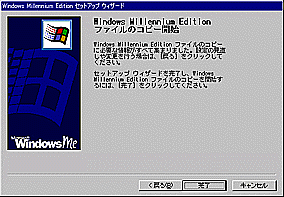 Windows Millennium Edition セットアップ ウィザード
Windows Millennium Edition
ファイルのコピー開始
Windows Millennium Edition ファイルのコピー
に必要な情報がすべて集まりました。設定の見直
しや変更を行う場合は、[戻る] をクリックして
ください。
セットアップ ウィザードを完了し、Windows
Millennium Edition ファイルのコピーを開始す
るには、[完了] をクリックしてください。
Microsoft
Windows Me
< 戻る(B)
完了
キャンセル